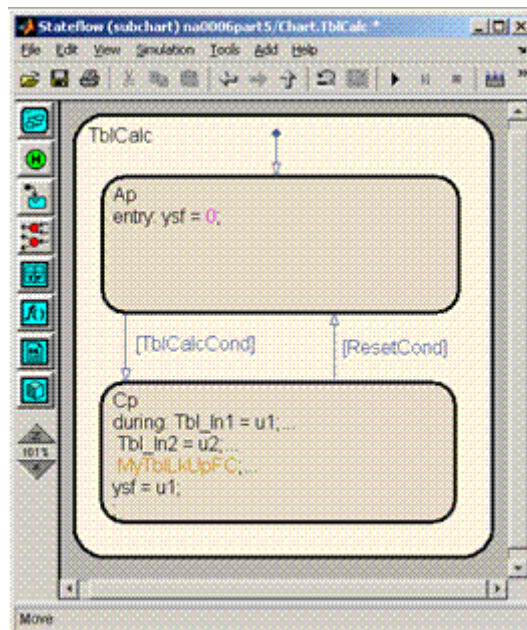 Stateflow (subchart) na0006part5/Chart.TblCalc *
File Edit View Simulation Tools Add Help
TblCalc
Ap
entry: ysf = 0;
[TblCalcCond]
[ResetCond]
Cp
during: Tbl_In1 = u1;...
Tbl_In2 = u2;...
MyTblLkUpFC;...
ysf = u1;
101%
Move